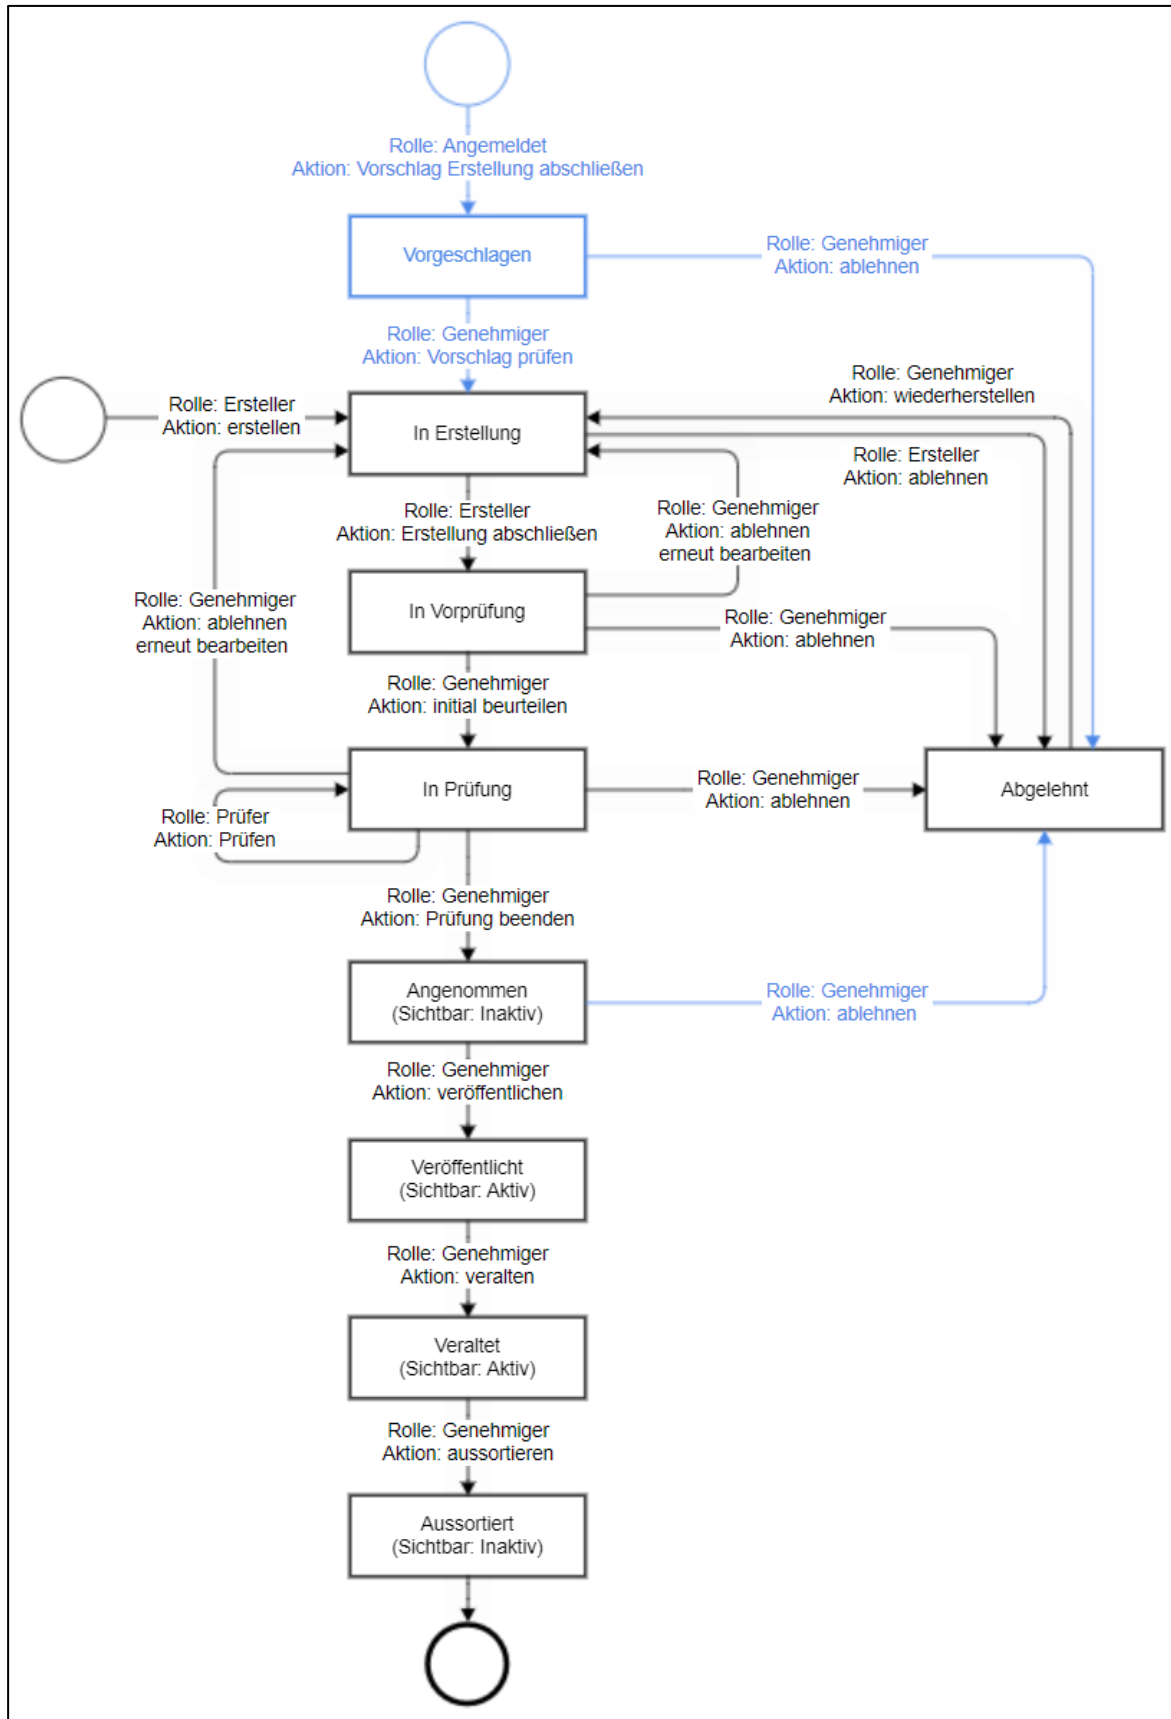 Rolle: Angemeldet
Aktion: Vorschlag Erstellung abschließen
Vorgeschlagen
Rolle: Genehmiger
Aktion: ablehnen
Rolle: Genehmiger
Aktion: Vorschlag prüfen
Rolle: Genehmiger
Aktion: wiederherstellen
Rolle: Ersteller
Aktion: erstellen
In Erstellung
Rolle: Ersteller
Aktion: ablehnen
Rolle: Ersteller
Aktion: Erstellung abschließen
Rolle: Genehmiger
Aktion: ablehnen
erneut bearbeiten
In Vorprüfung
Rolle: Genehmiger
Aktion: ablehnen
erneut bearbeiten
Rolle: Genehmiger
Aktion: ablehnen
Rolle: Genehmiger
Aktion: initial beurteilen
In Prüfung
Rolle: Genehmiger
Aktion: ablehnen
Abgelehnt
Rolle: Prüfer
Aktion: Prüfen
Rolle: Genehmiger
Aktion: Prüfung beenden
Angenommen
(Sichtbar: Inaktiv)
Rolle: Genehmiger
Aktion: ablehnen
Rolle: Genehmiger
Aktion: veröffentlichen
Veröffentlicht
(Sichtbar: Aktiv)
Rolle: Genehmiger
Aktion: veralten
Veraltet
(Sichtbar: Aktiv)
Rolle: Genehmiger
Aktion: aussortieren
Aussortiert
(Sichtbar: Inaktiv)